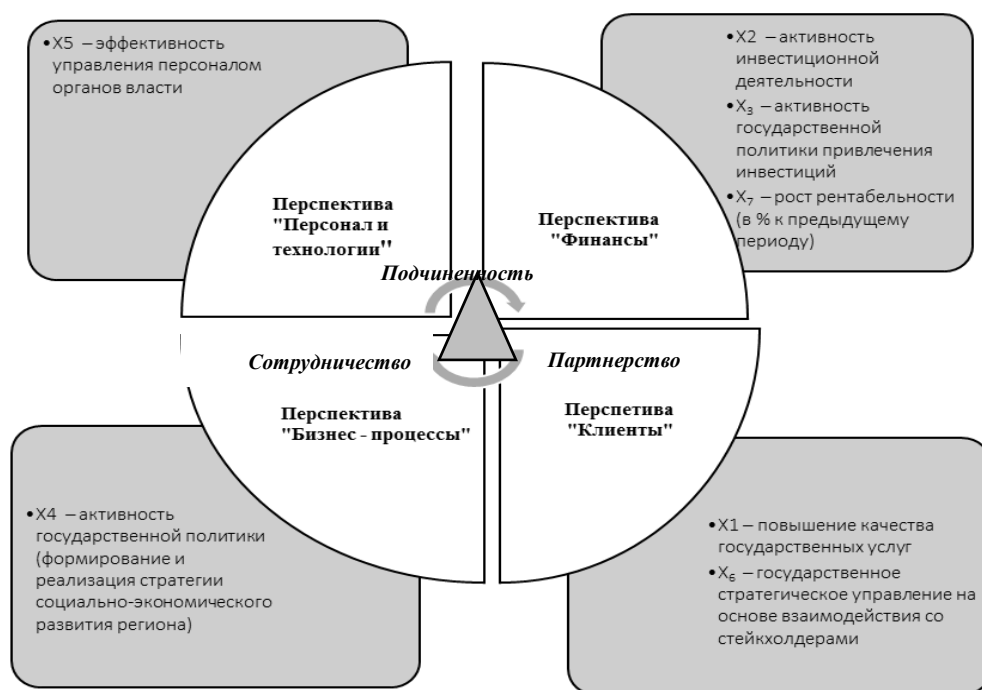 •X5 – эффективность
управления персоналом
органов власти
•X2 – активность
инвестиционной
деятельности
•X₃ – активность
государственной
политики привлечения
инвестиций
•X₇ – рост рентабельности
(в % к предыдущему
периоду)
Перспектива
"Персонал и
технологии"
Перспектива
"Финансы"
Подчиненность
Сотрудничество
Партнерство
Перспектива
"Бизнес - процессы"
Перспетива
"Клиенты"
•X4 – активность
государственной политики
(формирование и
реализация стратегии
социально-экономического
развития региона)
•X1 – повышение качества
государственных услуг
•X₆ – государственное
стратегическое управление на
основе взаимодействия со
стейкхолдерами